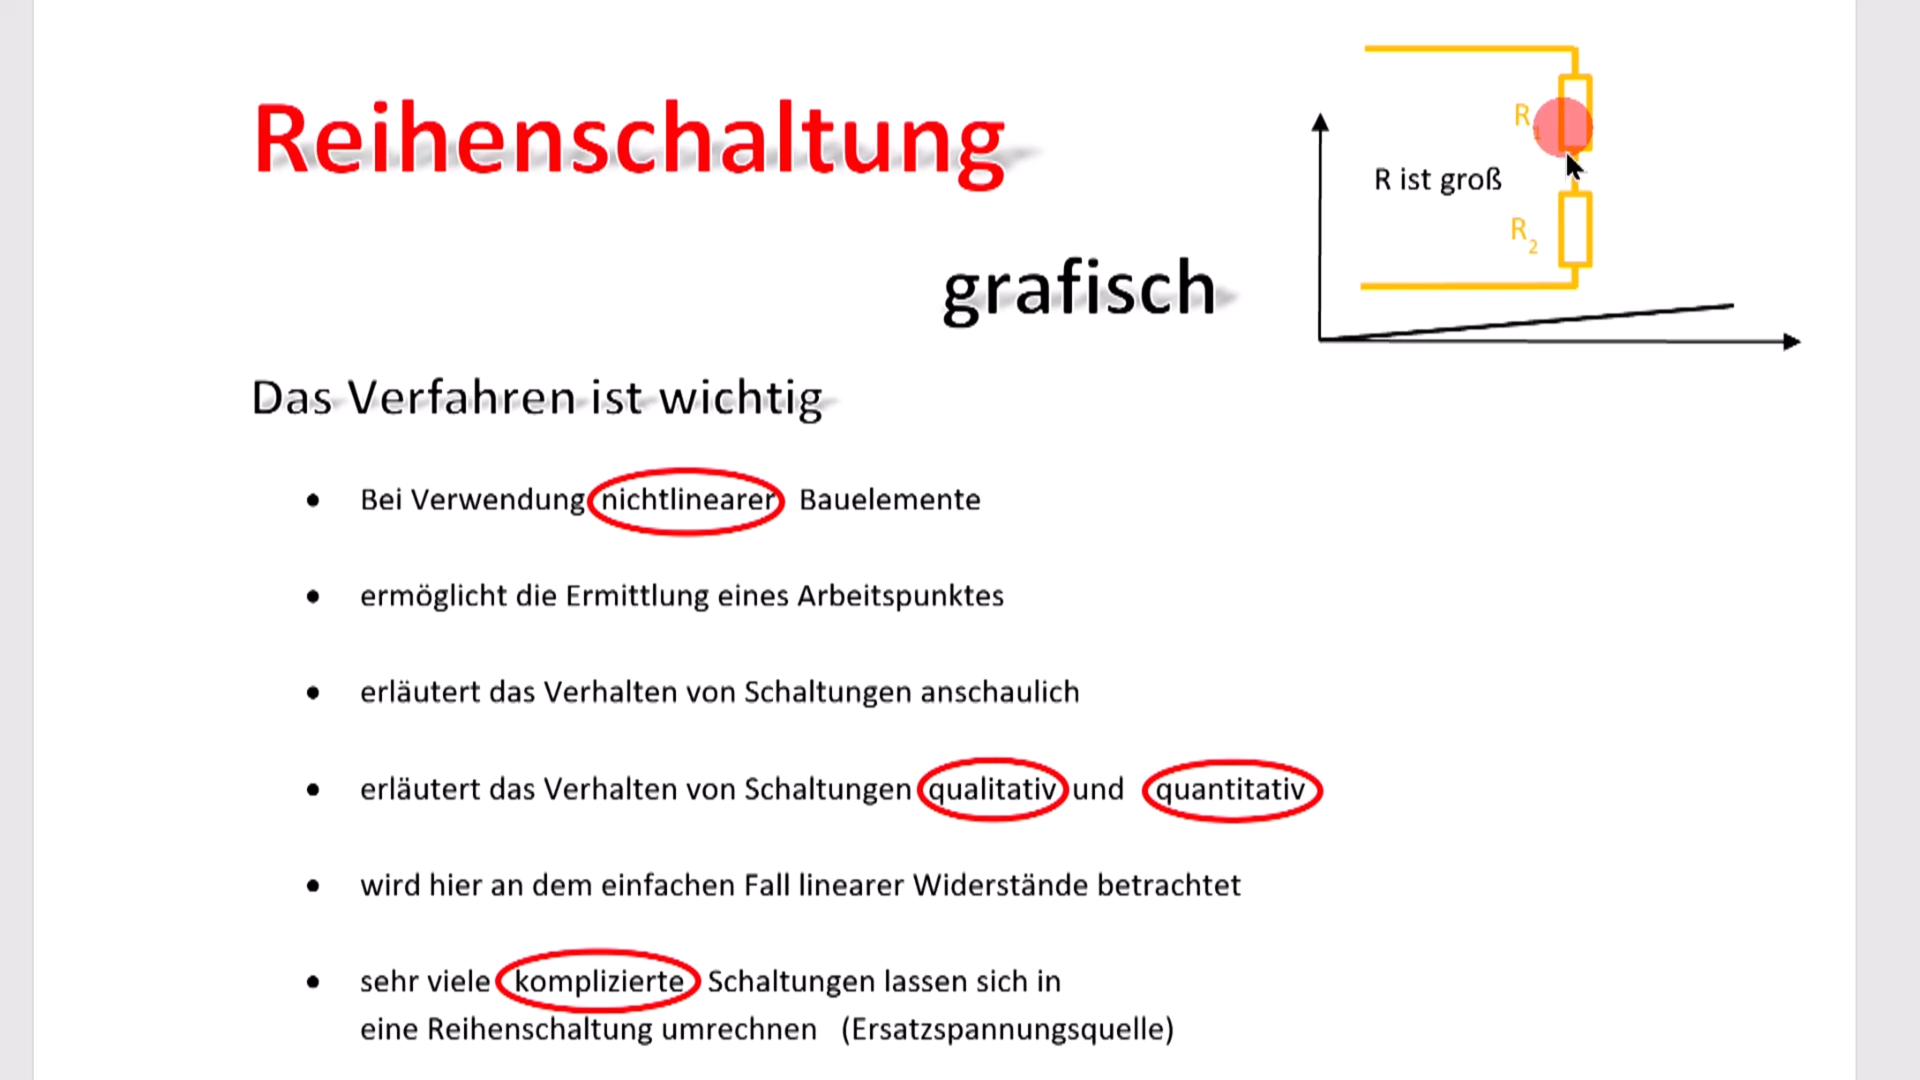 Reihenschaltung
grafisch
R1
R ist groß
R2
Das Verfahren ist wichtig
• Bei Verwendung nichtlinearer Bauelemente
• ermöglicht die Ermittlung eines Arbeitspunktes
• erläutert das Verhalten von Schaltungen anschaulich
• erläutert das Verhalten von Schaltungen qualitativ und quantitativ
• wird hier an dem einfachen Fall linearer Widerstände betrachtet
• sehr viele komplizierte Schaltungen lassen sich in
eine Reihenschaltung umrechnen (Ersatzspannungsquelle)